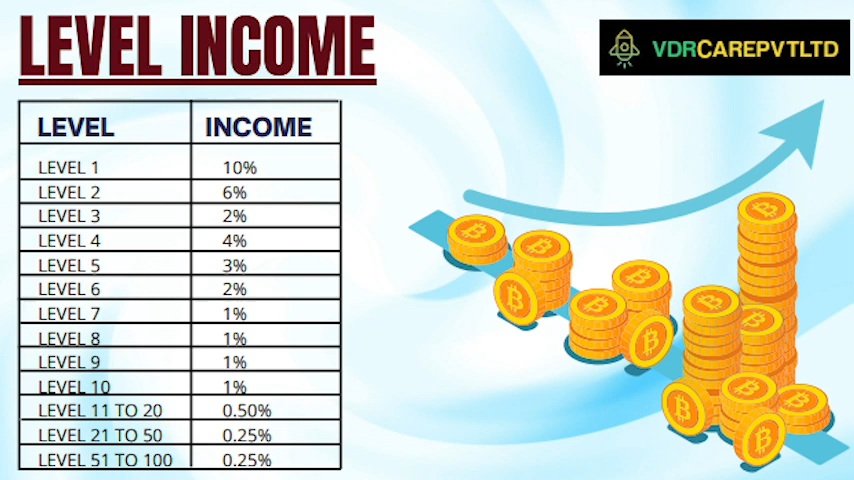 LEVEL INCOME
VDRCAREPVTLTD
LEVEL INCOME
LEVEL 1 10%
LEVEL 2 6%
LEVEL 3 2%
LEVEL 4 4%
LEVEL 5 3%
LEVEL 6 2%
LEVEL 7 1%
LEVEL 8 1%
LEVEL 9 1%
LEVEL 10 1%
LEVEL 11 TO 20 0.50%
LEVEL 21 TO 50 0.25%
LEVEL 51 TO 100 0.25%